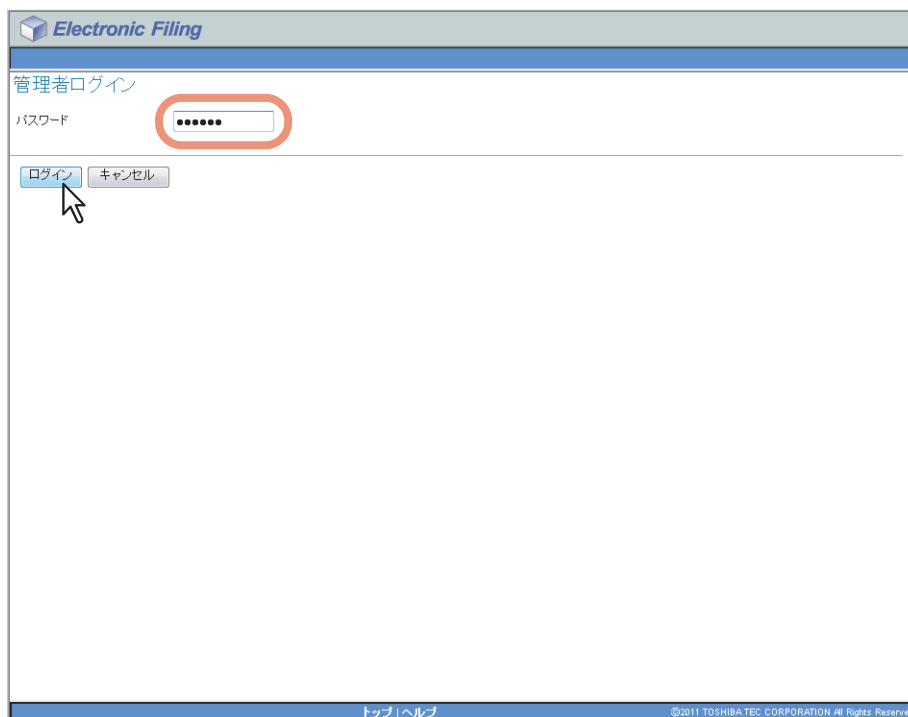 Electronic Filing
管理者ログイン
パスワード ••••••
ログイン キャンセル
トップ | ヘルプ ©2011 TOSHIBA TEC CORPORATION All Rights Reserve